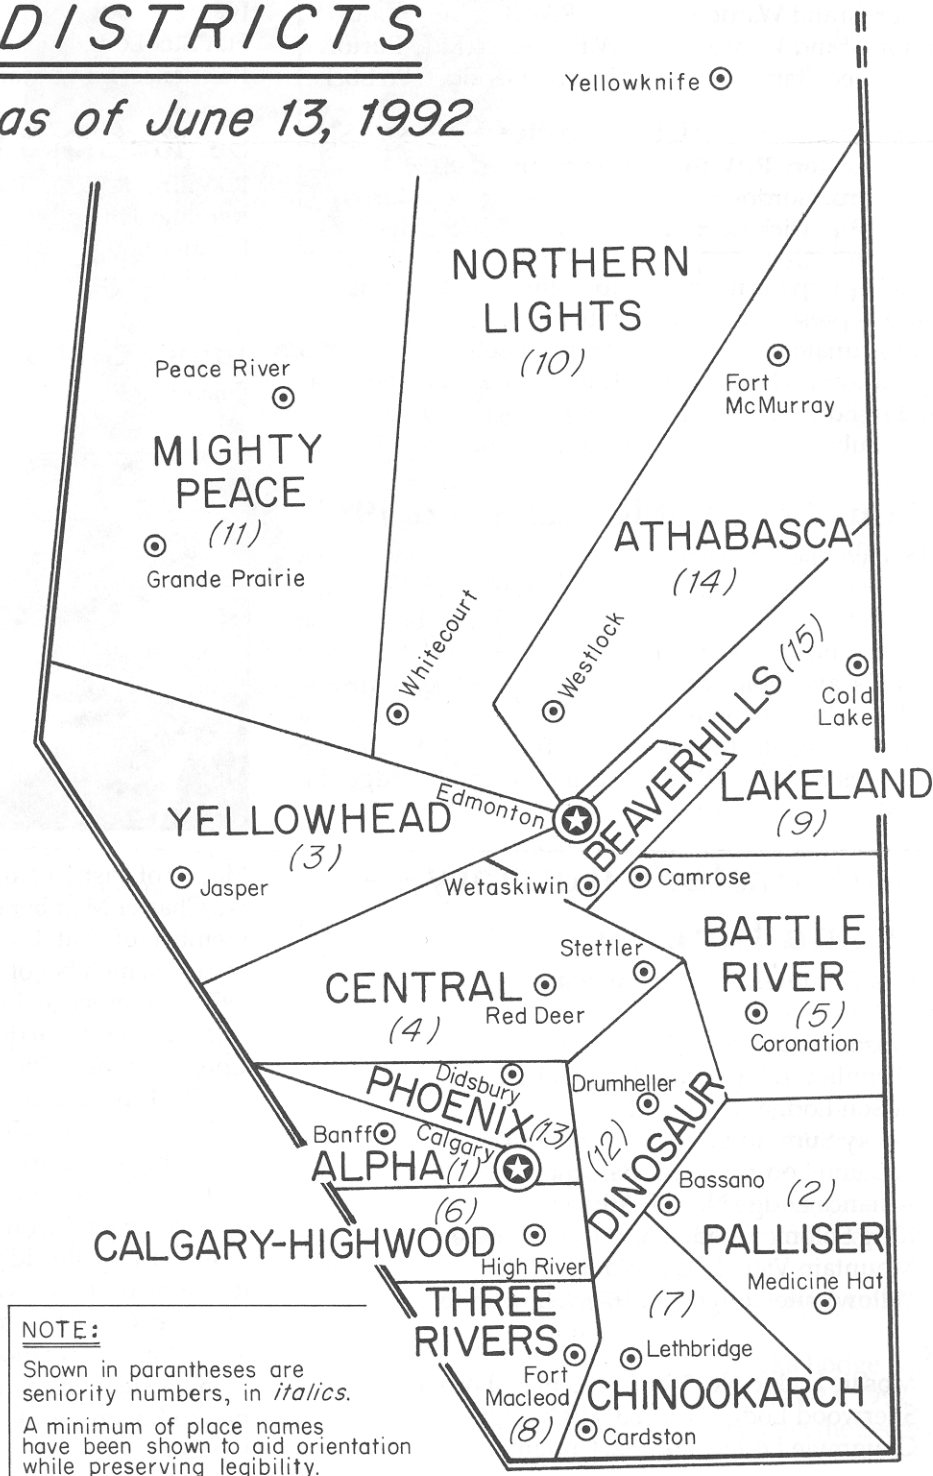 DISTRICTS
as of June 13, 1992
Yellowknife
NORTHERN
LIGHTS
(10)
Peace River
Fort
McMurray
MIGHTY
PEACE
(11)
Grande Prairie
ATHABASCA
(14)
Whitecourt
Westlock
BEAVERHILLS (15)
Cold
Lake
LAKELAND
(9)
Edmonton
YELLOWHEAD
(3)
Jasper
Wetaskiwin
Camrose
BATTLE
RIVER
(5)
Coronation
Stettler
CENTRAL
(4)
Red Deer
Didsbury
PHOENIX (13)
Drumheller
DINOSAUR
(12)
Banff
Calgary
ALPHA (1)
Bassano
(2)
PALLISER
Medicine Hat
(6)
CALGARY-HIGHWOOD
High River
THREE
RIVERS
Fort
Macleod
(8)
(7)
Lethbridge
CHINOOKARCH
Cardston
NOTE:
Shown in parantheses are
seniority numbers, in italics.
A minimum of place names
have been shown to aid orientation
while preserving legibility.